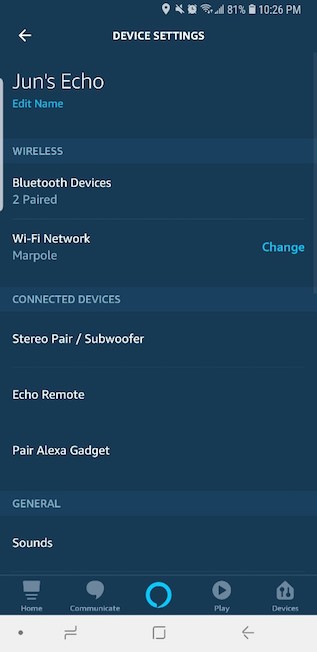 81% 10:26 PM
DEVICE SETTINGS
Jun's Echo
Edit Name
WIRELESS
Bluetooth Devices
2 Paired
Wi-Fi Network
Marpole
Change
CONNECTED DEVICES
Stereo Pair / Subwoofer
Echo Remote
Pair Alexa Gadget
GENERAL
Sounds
Home Communicate Play Devices